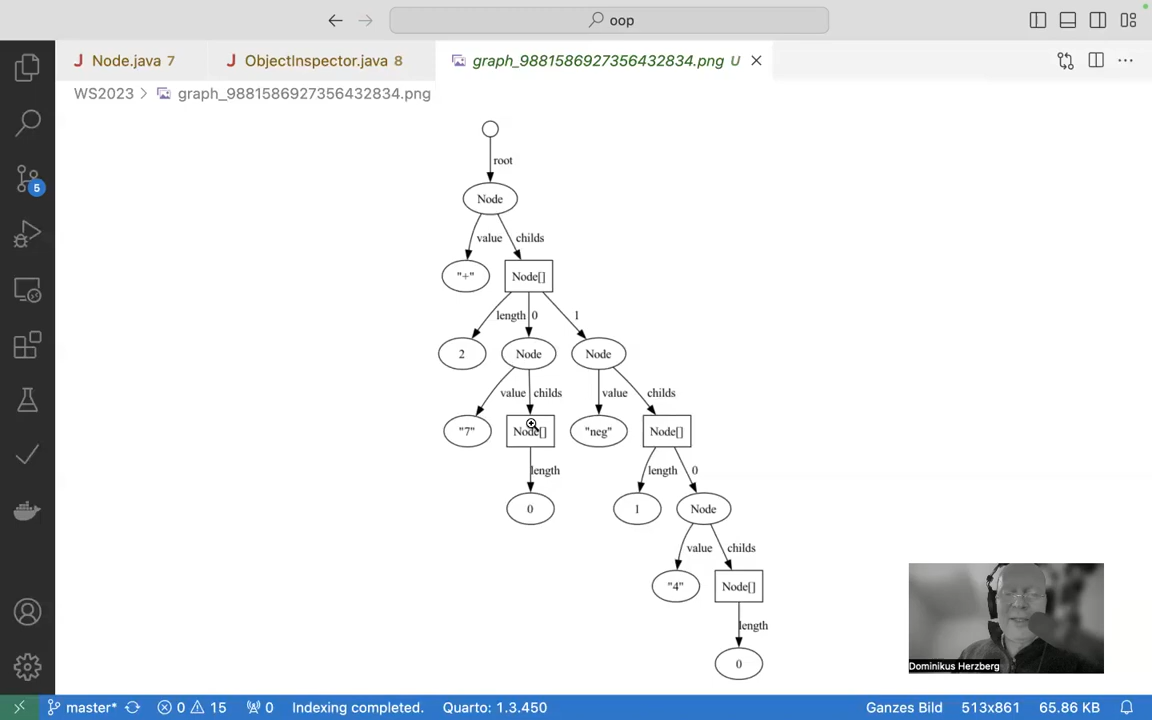 oop
Node.java 7
ObjectInspector.java 8
graph_9881586927356432834.png U
WS2023 > graph_9881586927356432834.png
root
Node
value childs
"+" Node[]
length 0 1
2 Node Node
value childs value childs
"7" Node[] "neg" Node[]
length length 0
0 1 Node
value childs
"4" Node[]
length
0
5
Dominikus Herzberg
master* 0 15 0 Indexing completed. Quarto: 1.3.450 Ganzes Bild 513x861 65.86 KB